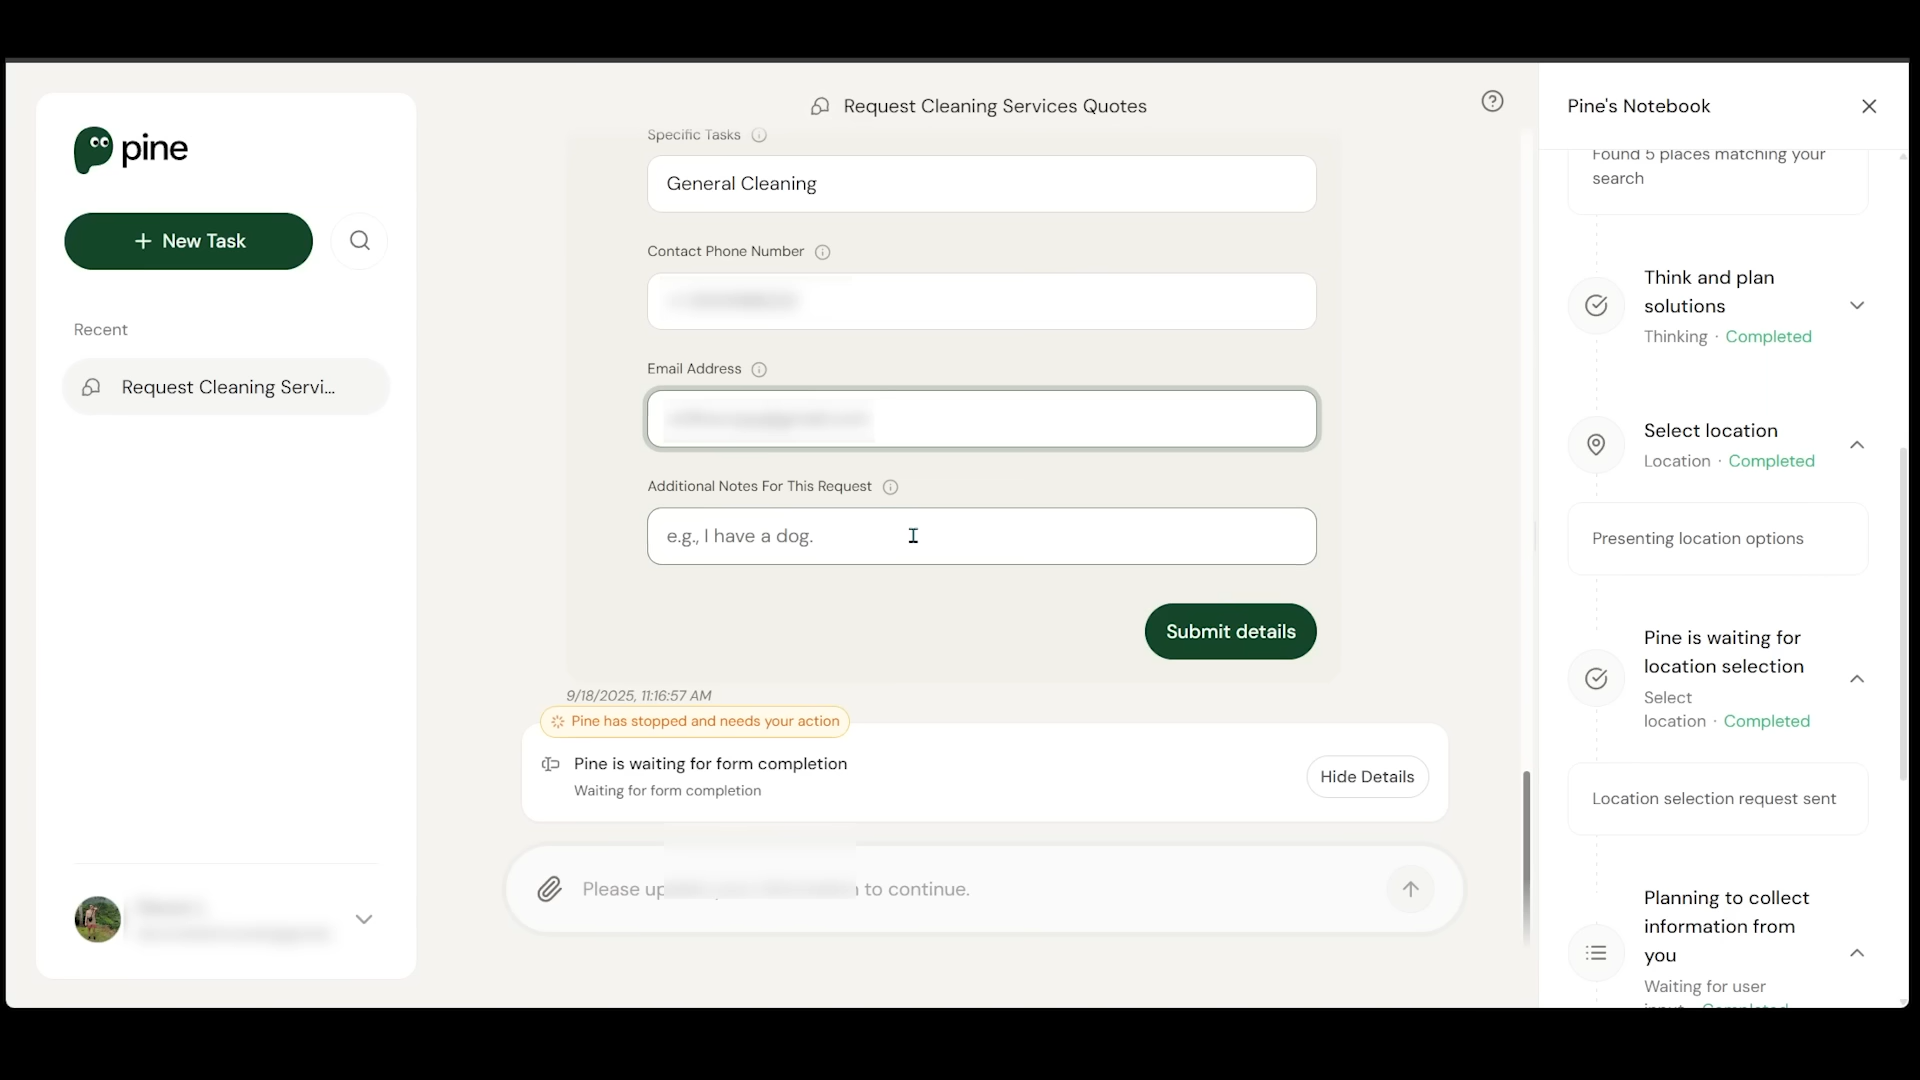 pine
New Task
Recent
Request Cleaning Servi...
Request Cleaning Services Quotes
Specific Tasks
General Cleaning
Contact Phone Number
Email Address
Additional Notes For This Request
e.g., I have a dog.
Submit details
9/18/2025, 11:16:57 AM
Pine has stopped and needs your action
Pine is waiting for form completion
Waiting for form completion
Hide Details
Please to continue.
Pine's Notebook
Found 5 places matching your
search
Think and plan
solutions
Thinking · Completed
Select location
Location · Completed
Presenting location options
Pine is waiting for
location selection
Select
location · Completed
Location selection request sent
Planning to collect
information from
you
Waiting for user
input · Completed